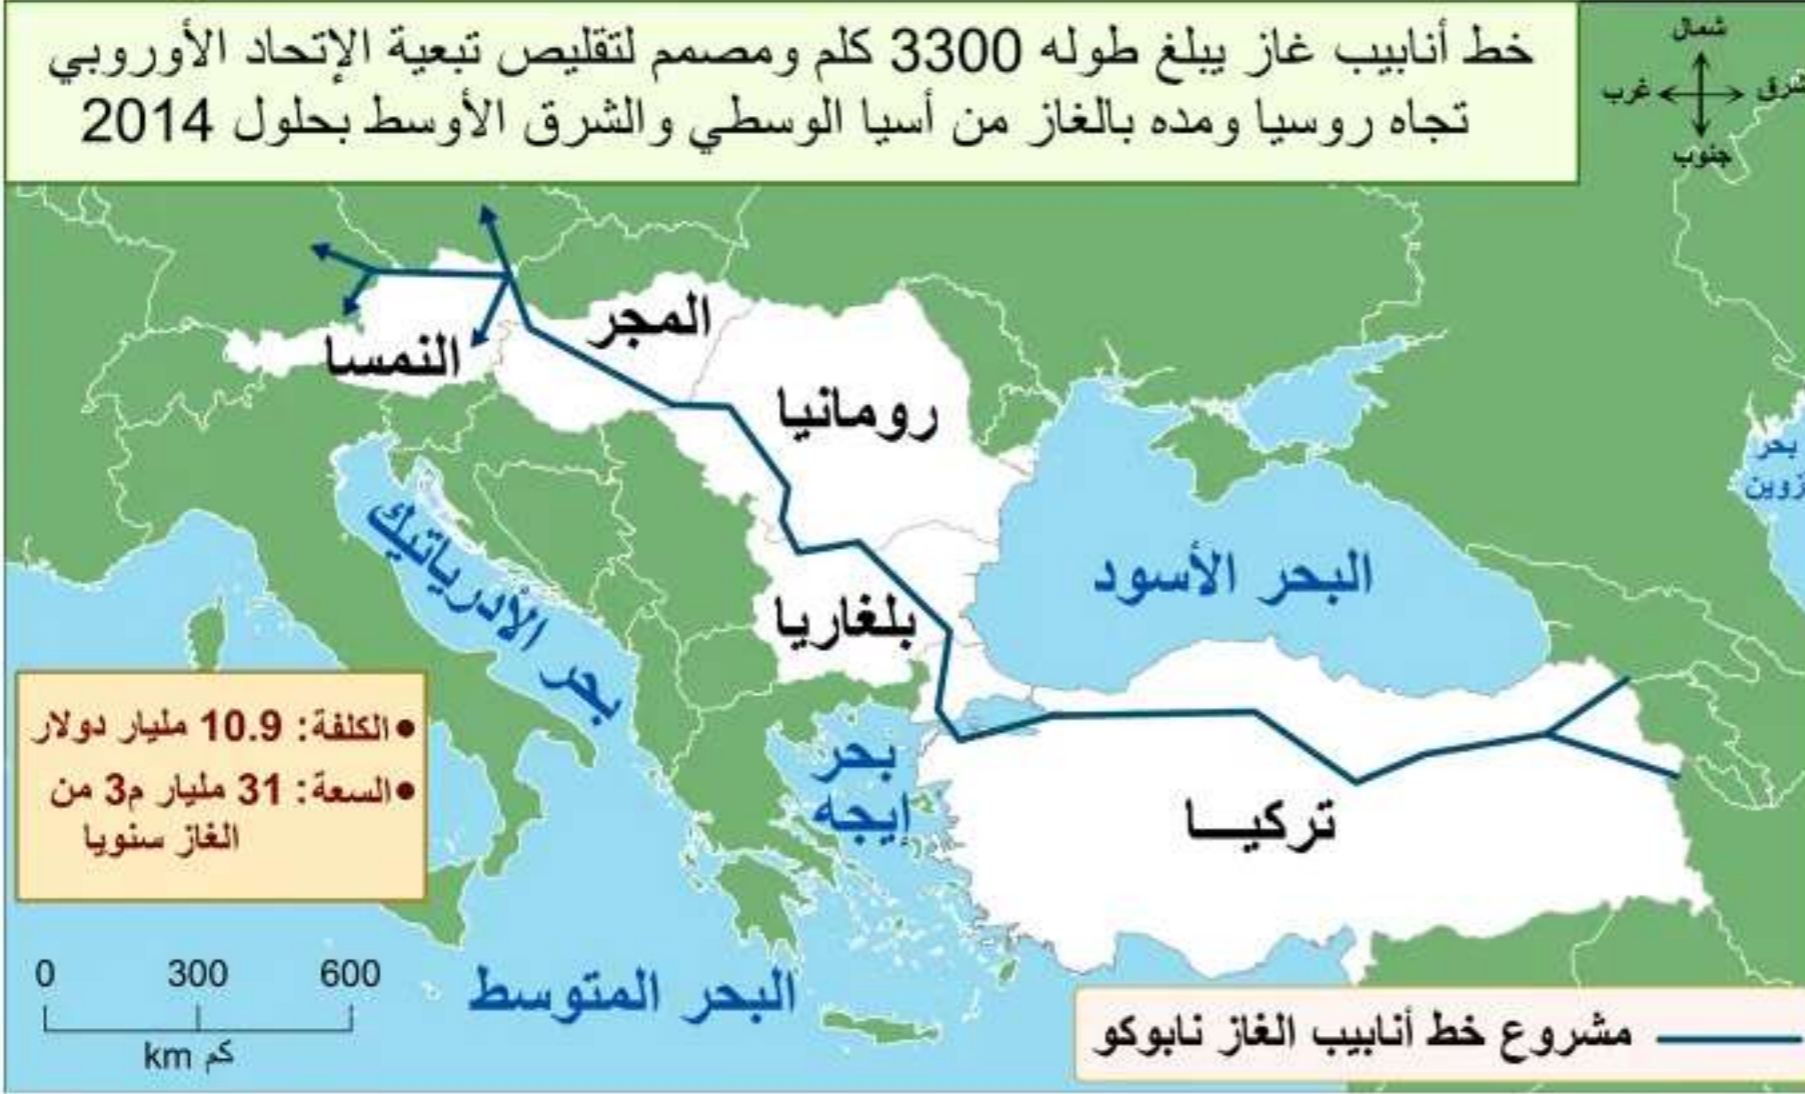 خط أنابيب غاز يبلغ طوله 3300 كلم ومصمم لتقليص تبعية الإتحاد الأوروبي
تجاه روسيا ومده بالغاز من أسيا الوسطي والشرق الأوسط بحلول 2014
شمال
شرق
غرب
جنوب
المجر
النمسا
رومانيا
بحر
قزوين
البحر الأسود
بحر الأدرياتيك
بلغاريا
بحر
إيجه
تركيـــا
•الكلفة: 10.9 مليار دولار
•السعة: 31 مليار م3 من
الغاز سنويا
0 300 600
كم km
البحر المتوسط
مشروع خط أنابيب الغاز نابوكو